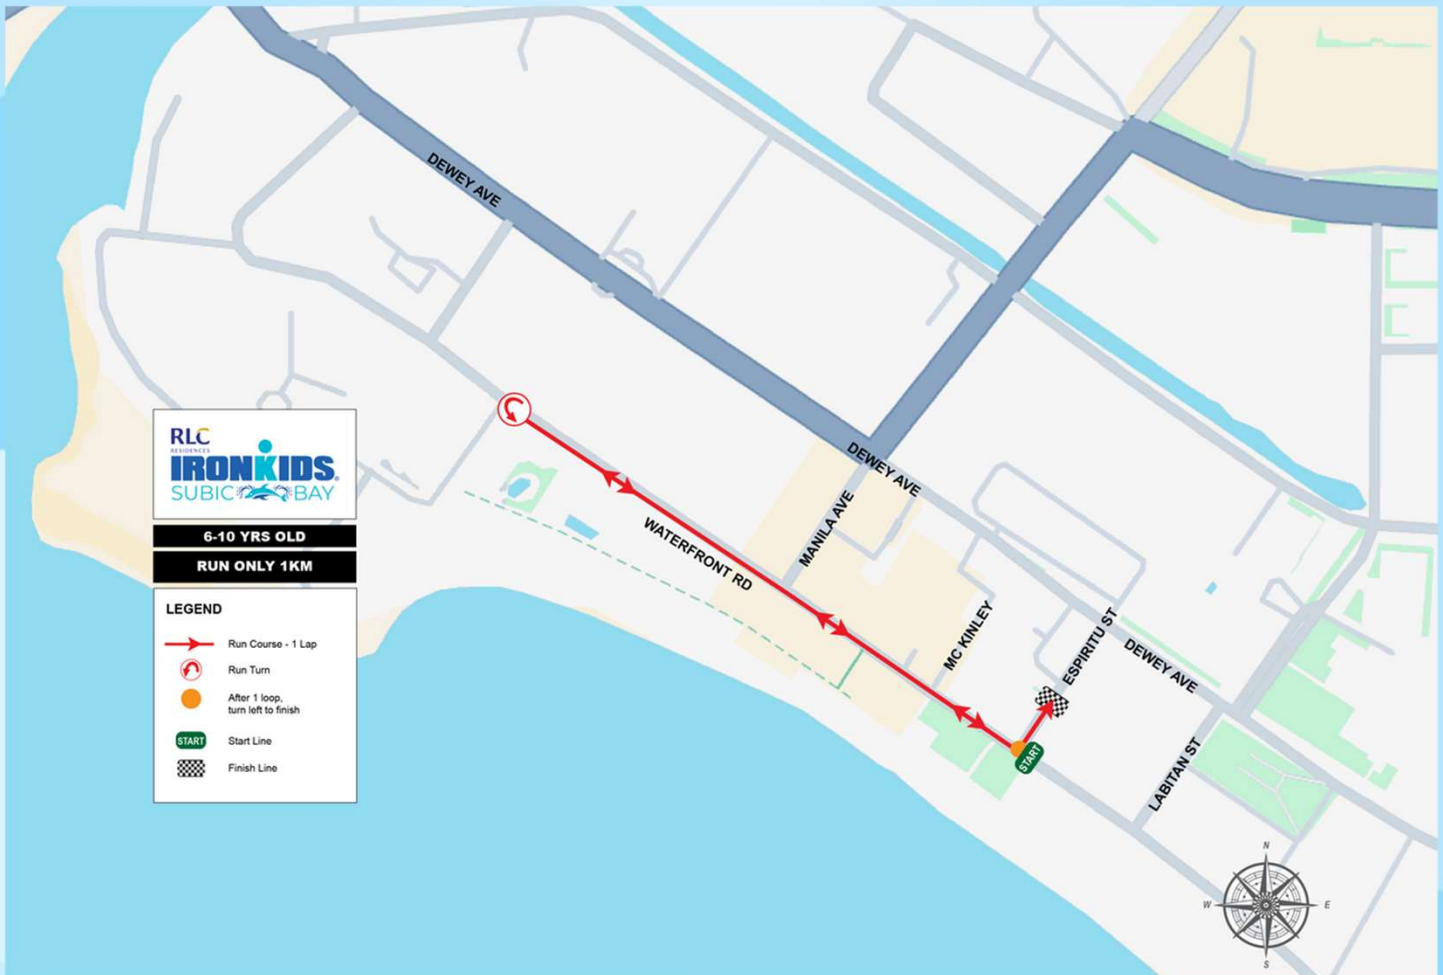 DEWEY AVE
RLC
RESIDENCES
IRONKIDS
SUBIC BAY
6-10 YRS OLD
RUN ONLY 1KM
LEGEND
Run Course - 1 Lap
Run Turn
After 1 loop,
turn left to finish
START
Start Line
Finish Line
DEWEY AVE
WATERFRONT RD
MANILA AVE
MC KINLEY
ESPIRITU ST
DEWEY AVE
START
LABITAN ST
N
W
E
S